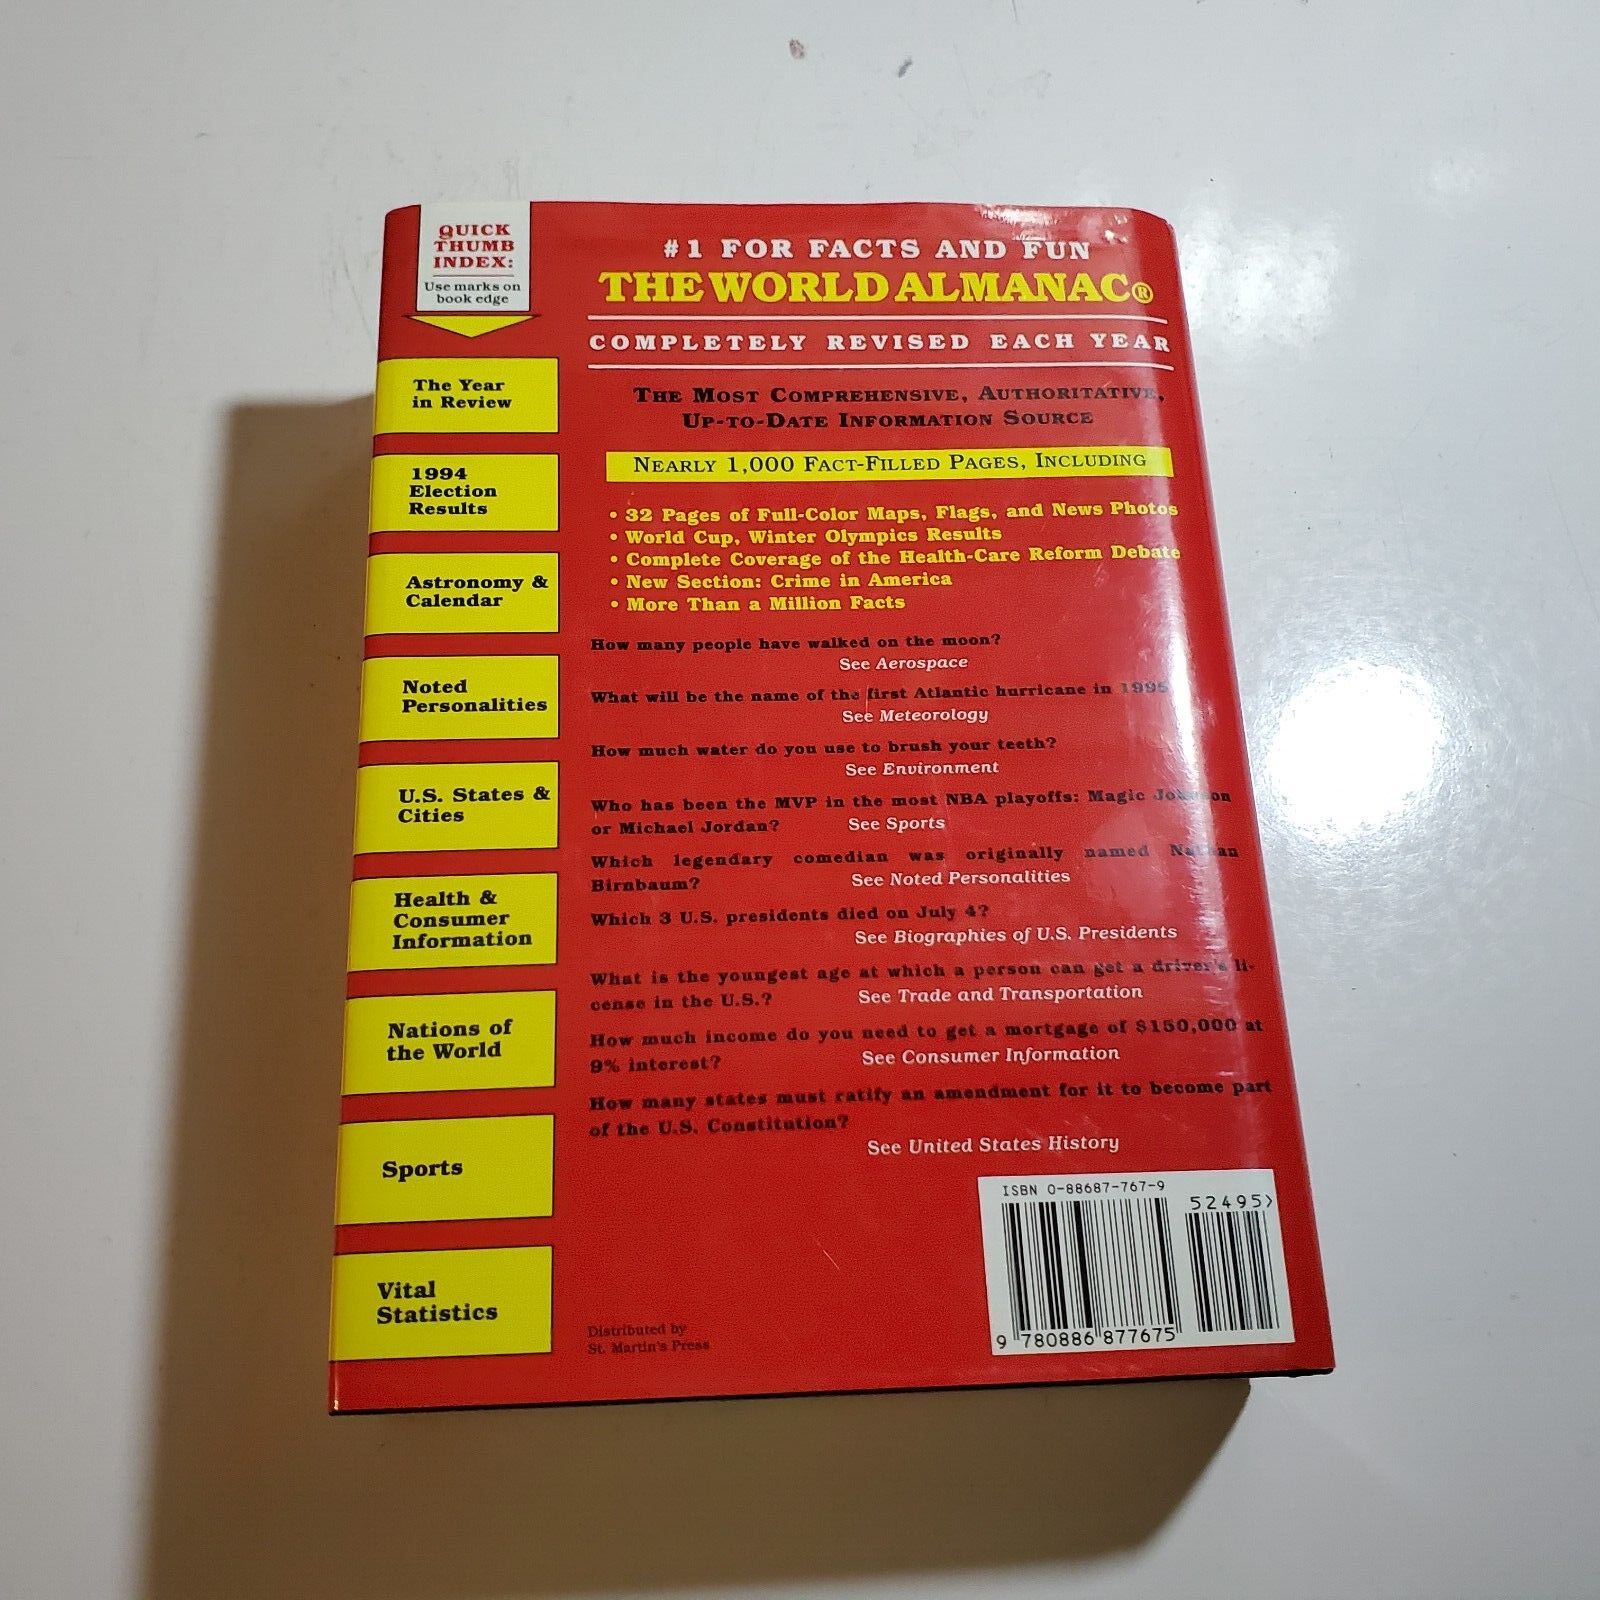 QUICK
THUMB
INDEX:
Use marks on
book edge
The Year
in Review
1994
Election
Results
Astronomy &
Calendar
Noted
Personalities
U.S. States &
Cities
Health &
Consumer
Information
Nations of
the World
Sports
Vital
Statistics
#1 FOR FACTS AND FUN
THE WORLD ALMANAC®
COMPLETELY REVISED EACH YEAR
THE MOST COMPREHENSIVE, AUTHORITATIVE,
UP-TO-DATE INFORMATION SOURCE
NEARLY 1,000 FACT-FILLED PAGES, INCLUDING
• 32 Pages of Full-Color Maps, Flags, and News Photos
• World Cup, Winter Olympics Results
• Complete Coverage of the Health-Care Reform Debate
• New Section: Crime in America
• More Than a Million Facts
How many people have walked on the moon?
See Aerospace
What will be the name of the first Atlantic hurricane in 1995
See Meteorology
How much water do you use to brush your teeth?
See Environment
Who has been the MVP in the most NBA playoffs: Magic Johnson
or Michael Jordan? See Sports
Which legendary comedian was originally named Nathan
Birnbaum? See Noted Personalities
Which 3 U.S. presidents died on July 4?
See Biographies of U.S. Presidents
What is the youngest age at which a person can get a driver's li-
cense in the U.S.? See Trade and Transportation
How much income do you need to get a mortgage of $150,000 at
9% interest? See Consumer Information
How many states must ratify an amendment for it to become part
of the U.S. Constitution?
See United States History
Distributed by
St. Martin's Press
ISBN 0-88687-767-9
52495>
9 780886 877675